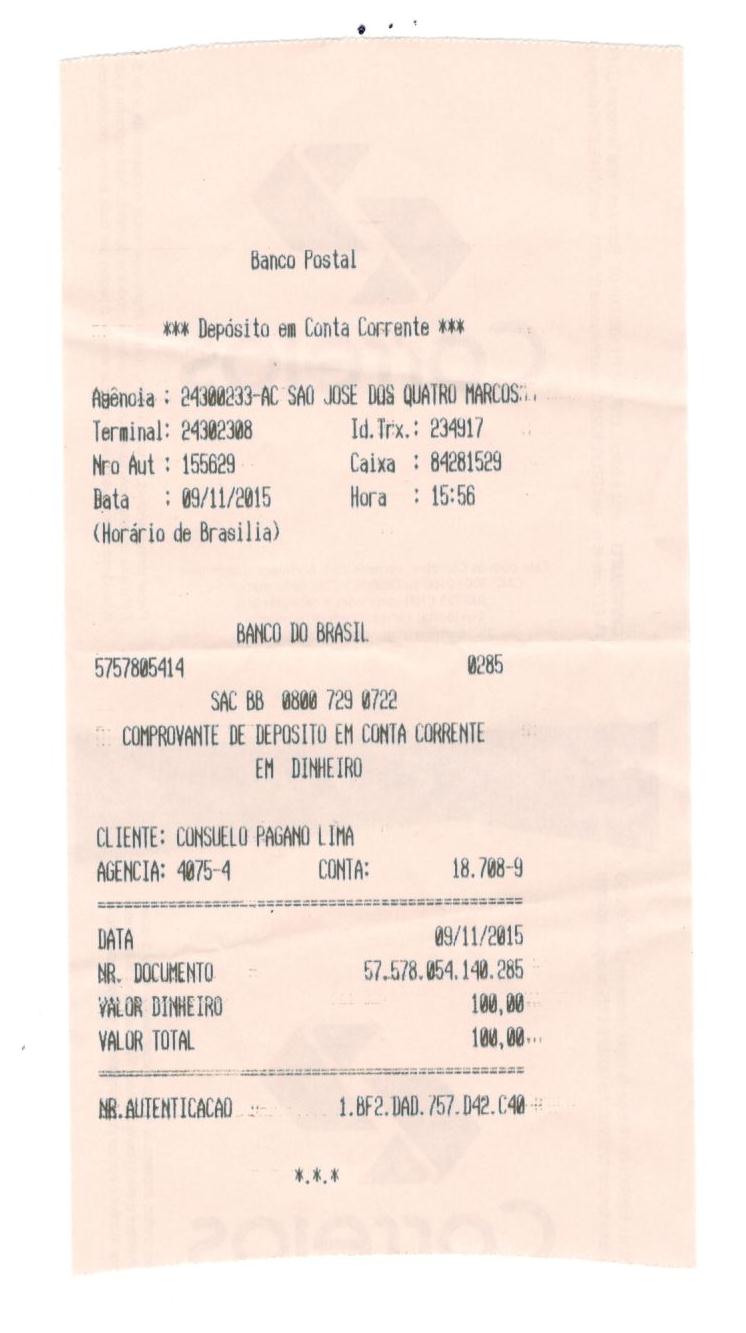 Banco Postal
*** Depósito em Conta Corrente ***
Agência : 24300233-AC SAO JOSE DOS QUATRO MARCOS
Terminal: 24302308 Id.Trx.: 234917
Nro Aut : 155629 Caixa : 84281529
Data : 09/11/2015 Hora : 15:56
(Horário de Brasilia)
BANCO DO BRASIL
5757805414 0285
SAC BB 0800 729 0722
COMPROVANTE DE DEPOSITO EM CONTA CORRENTE
EM DINHEIRO
CLIENTE: CONSUELO PAGANO LIMA
AGENCIA: 4075-4 CONTA: 18.708-9
================================================
DATA 09/11/2015
NR. DOCUMENTO 57.578.054.140.285
VALOR DINHEIRO 100,00
VALOR TOTAL 100,00
================================================
NR.AUTENTICACAO 1.BF2.DAD.757.D42.C40
*.*.*
Correios